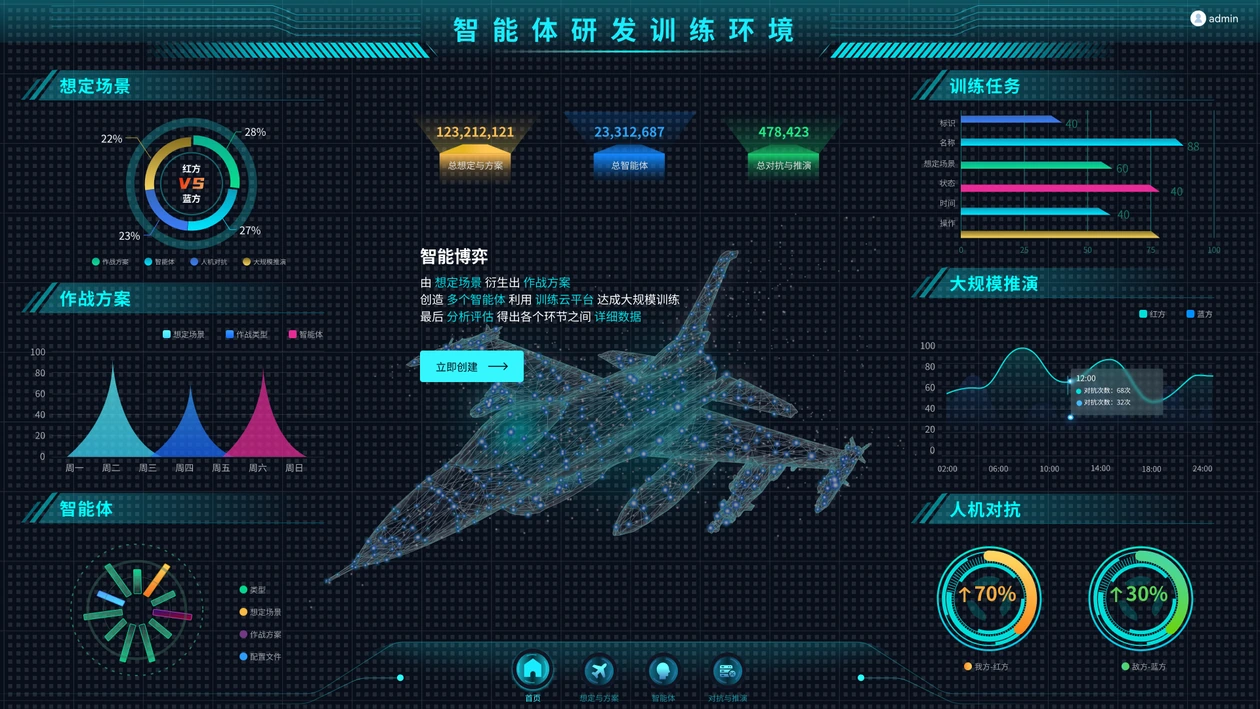 智能体研发训练环境
admin
想定场景
22%
28%
红方
VS
蓝方
23%
27%
作战方案
智能体
人机对抗
大规模推演
作战方案
想定场景
作战类型
智能体
100
80
60
40
20
0
周一
周二
周三
周四
周五
周六
周日
智能体
类型
想定场景
作战方案
配置文件
123,212,121
总想定与方案
23,312,687
总智能体
478,423
总对抗与推演
智能博弈
由 想定场景 衍生出 作战方案
创造 多个智能体 利用 训练云平台 达成大规模训练
最后 分析评估 得出各个环节之间 详细数据
立即创建
首页
想定与方案
智能体
对抗与推演
训练任务
标识
40
名称
88
想定场景
60
状态
40
时间
40
操作
0
25
50
75
100
大规模推演
红方
蓝方
100
80
60
40
20
0
12:00
对抗次数：68次
对抗次数：32次
02:00
06:00
10:00
14:00
18:00
24:00
人机对抗
↑70%
↑30%
我方-红方
敌方-蓝方